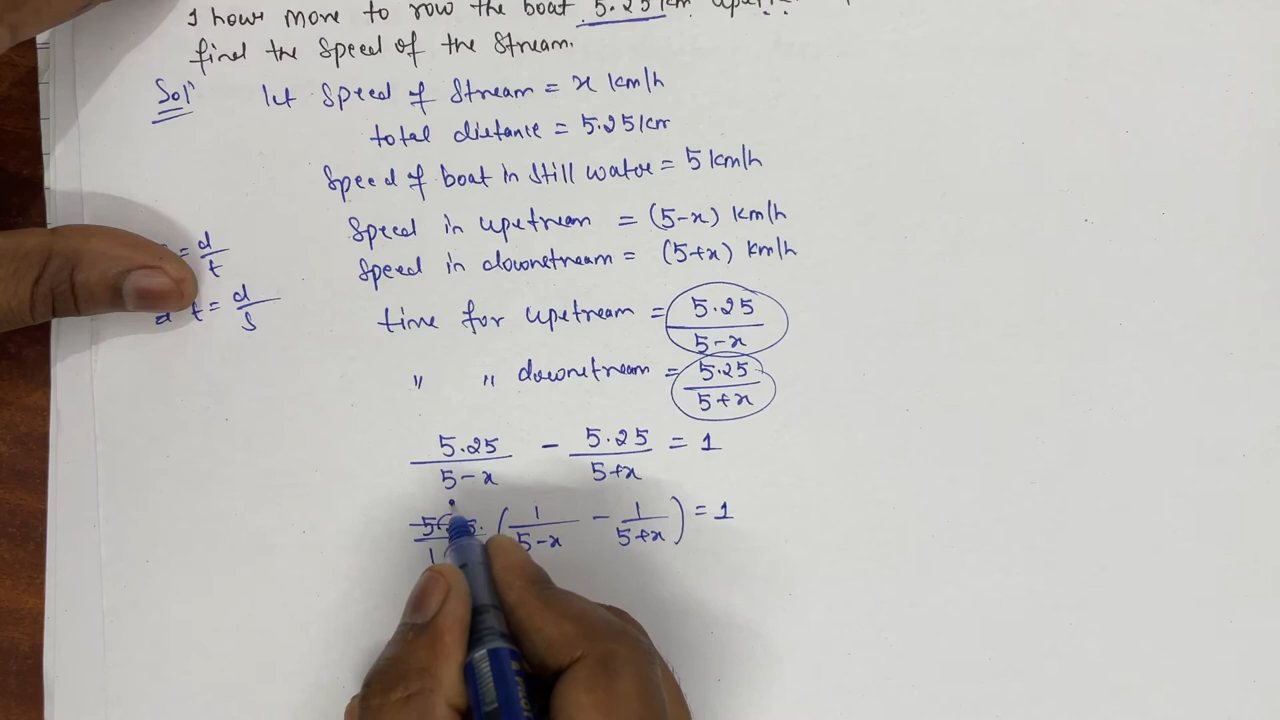 1 hour more to row the boat 5.25 km
find the Speed of the Stream.
Sol' let Speed of Stream = x km/h
total distance = 5.25 km
Speed of boat in Still water = 5 km/h
Speed in upstream = (5-x) km/h
Speed in downstream = (5+x) km/h
= d/t
t = d/s
time for upstream = 5.25/5-x
" " downstream = 5.25/5+x
5.25/5-x - 5.25/5+x = 1
(1/5-x - 1/5+x) = 1